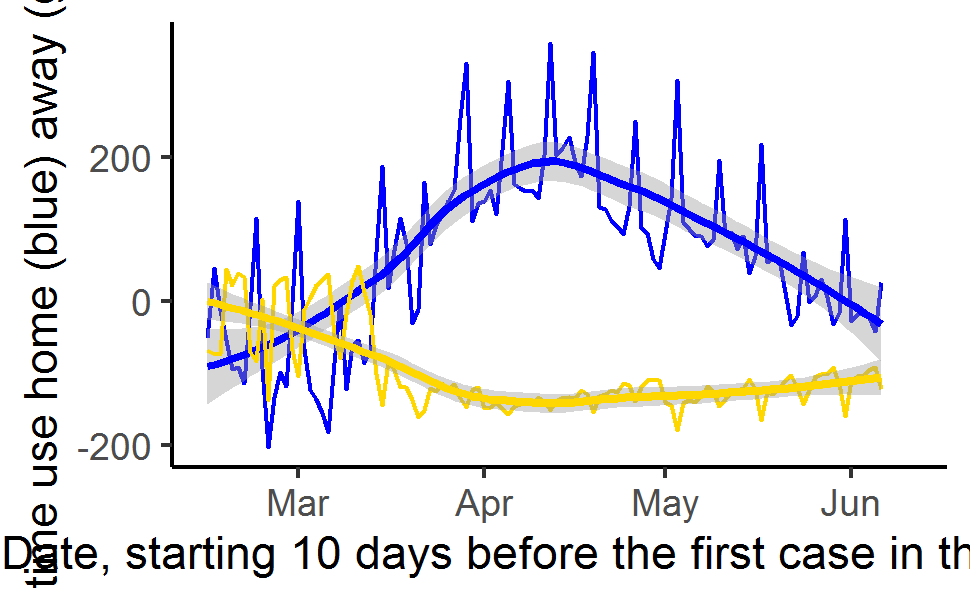 time use home (blue) away (
200
0
-200
Mar Apr May Jun
Date, starting 10 days before the first case in th